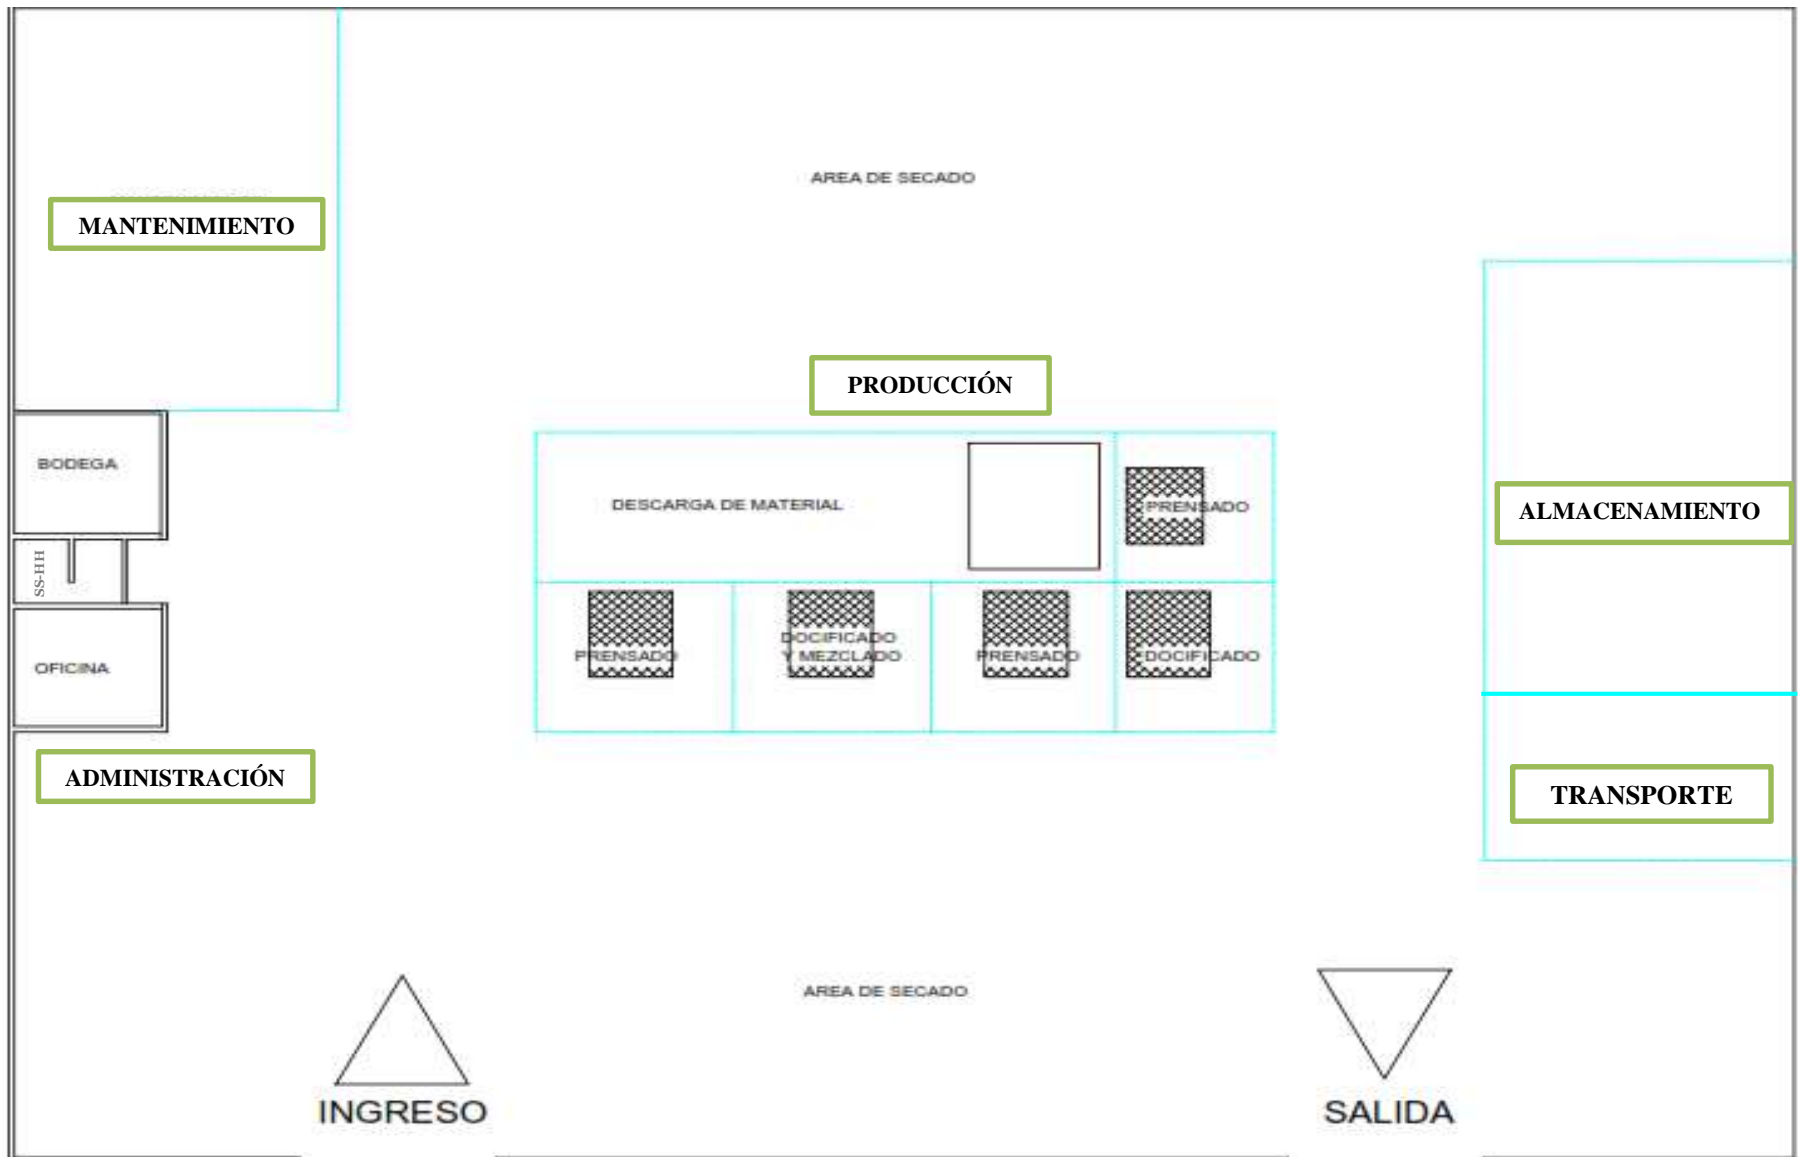 AREA DE SECADO
MANTENIMIENTO
PRODUCCIÓN
BODEGA
DESCARGA DE MATERIAL
PRENSADO
ALMACENAMIENTO
SS-HH
OFICINA
PRENSADO
DOCIFICADO
Y MEZCLADO
PRENSADO
DOCIFICADO
ADMINISTRACIÓN
TRANSPORTE
AREA DE SECADO
INGRESO
SALIDA